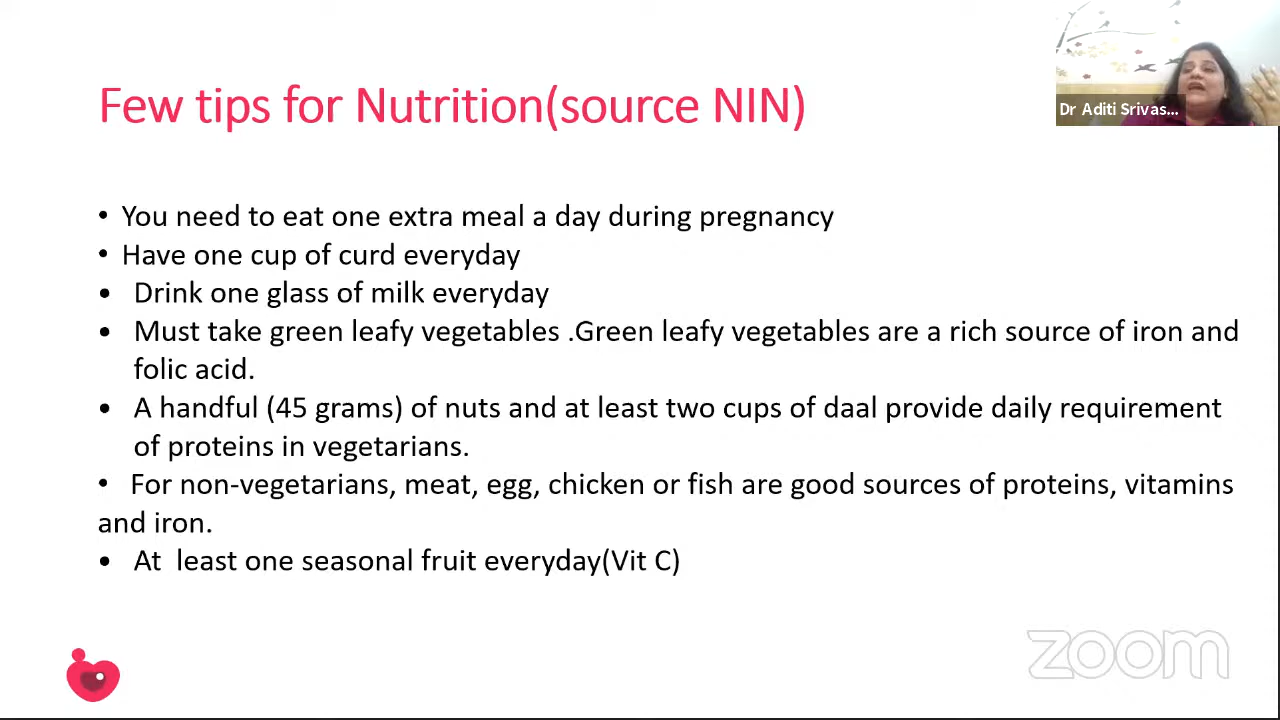 Few tips for Nutrition(source NIN)
Dr Aditi Srivas...
• You need to eat one extra meal a day during pregnancy
• Have one cup of curd everyday
• Drink one glass of milk everyday
• Must take green leafy vegetables .Green leafy vegetables are a rich source of iron and
folic acid.
• A handful (45 grams) of nuts and at least two cups of daal provide daily requirement
of proteins in vegetarians.
• For non-vegetarians, meat, egg, chicken or fish are good sources of proteins, vitamins
and iron.
• At  least one seasonal fruit everyday(Vit C)
zoom